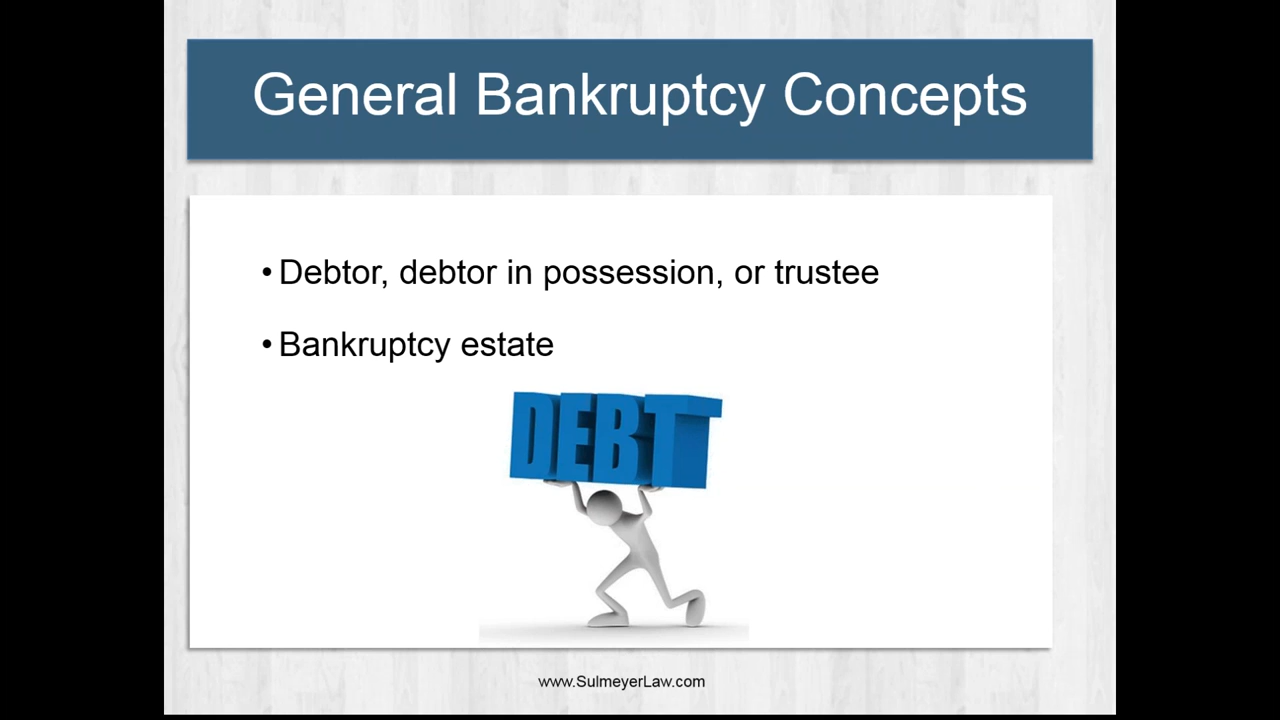 General Bankruptcy Concepts
• Debtor, debtor in possession, or trustee
• Bankruptcy estate
DEBT
www.SulmeyerLaw.com